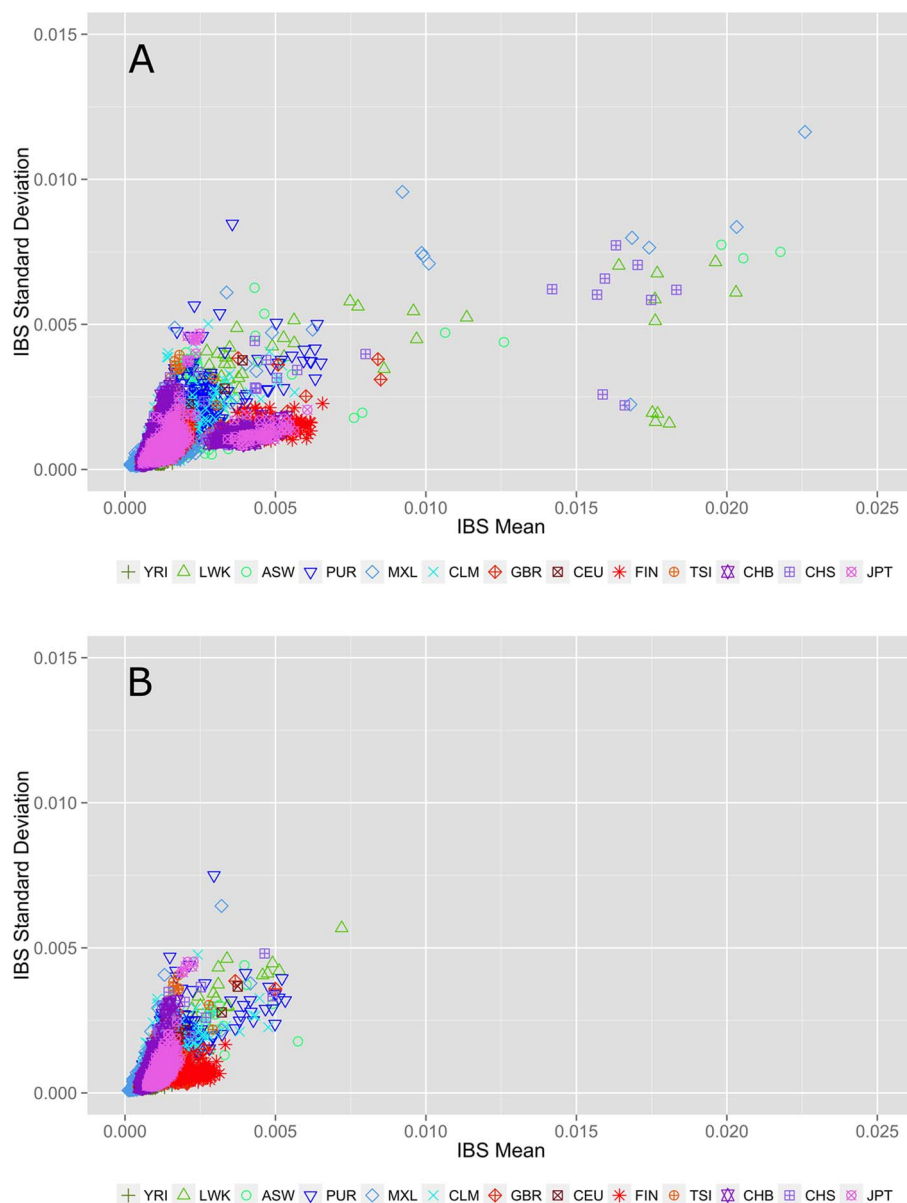 A
0.015
0.010
0.005
0.000
IBS Standard Deviation
0.000 0.005 0.010 0.015 0.020 0.025
IBS Mean
YRI LWK ASW PUR MXL CLM GBR CEU FIN TSI CHB CHS JPT
B
0.015
0.010
0.005
0.000
IBS Standard Deviation
0.000 0.005 0.010 0.015 0.020 0.025
IBS Mean
YRI LWK ASW PUR MXL CLM GBR CEU FIN TSI CHB CHS JPT